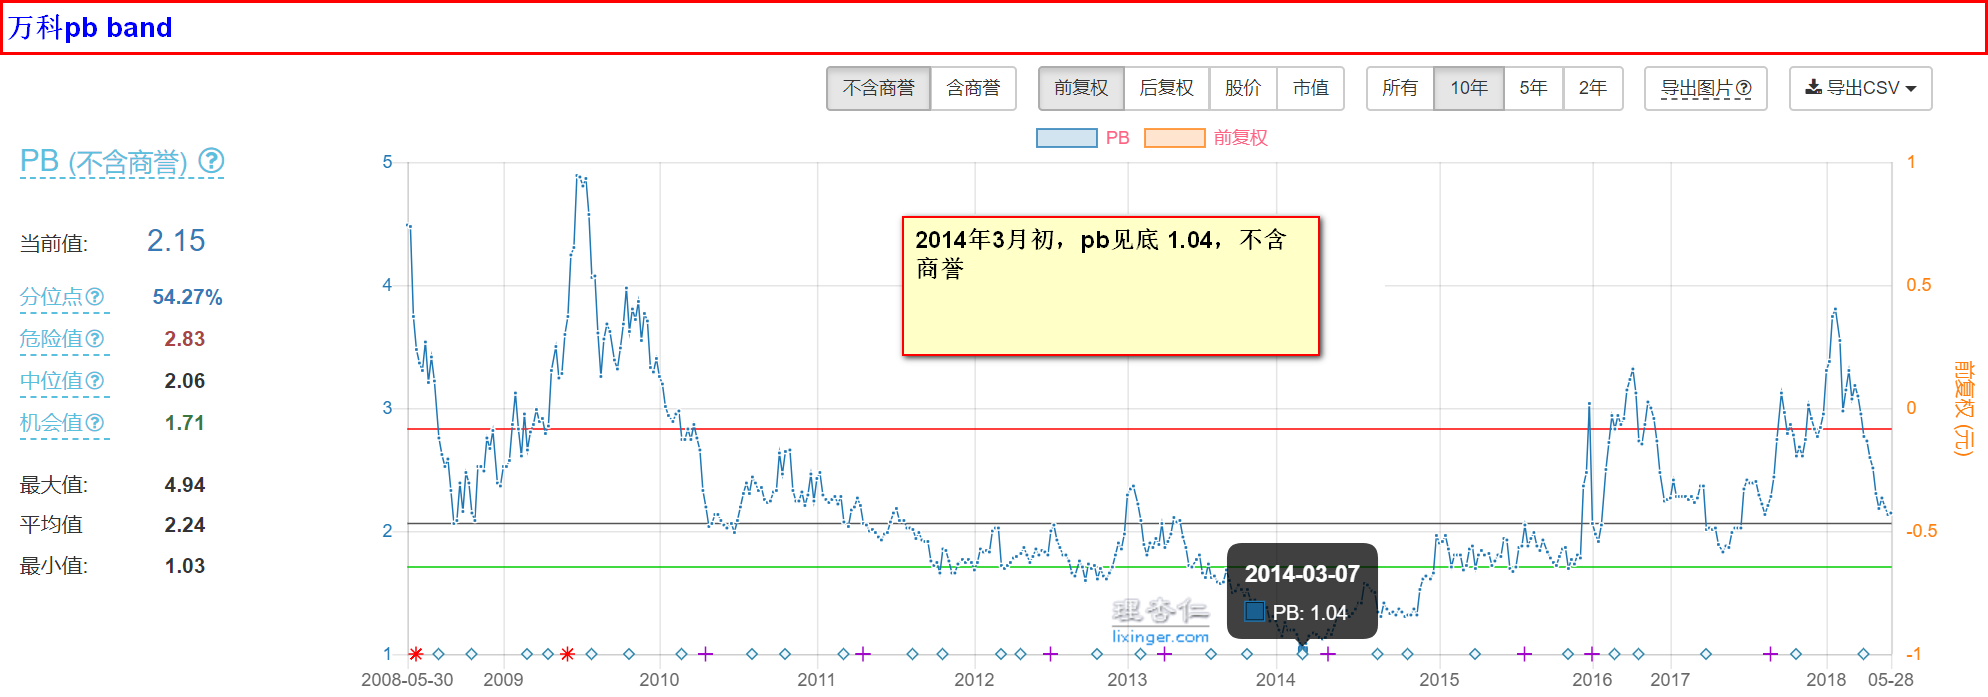 万科pb band
不含商誉 含商誉 前复权 后复权 股价 市值 所有 10年 5年 2年 导出图片 导出CSV
PB 前复权
PB (不含商誉)
当前值: 2.15
分位点 54.27%
危险值 2.83
中位值 2.06
机会值 1.71
最大值: 4.94
平均值 2.24
最小值: 1.03
5
4
3
2
1
2014年3月初，pb见底 1.04，不含
商誉
2014-03-07
PB: 1.04
理杏仁
lixinger.com
1
0.5
0
-0.5
-1
前复权 (元)
2008-05-30 2009 2010 2011 2012 2013 2014 2015 2016 2017 2018 05-28